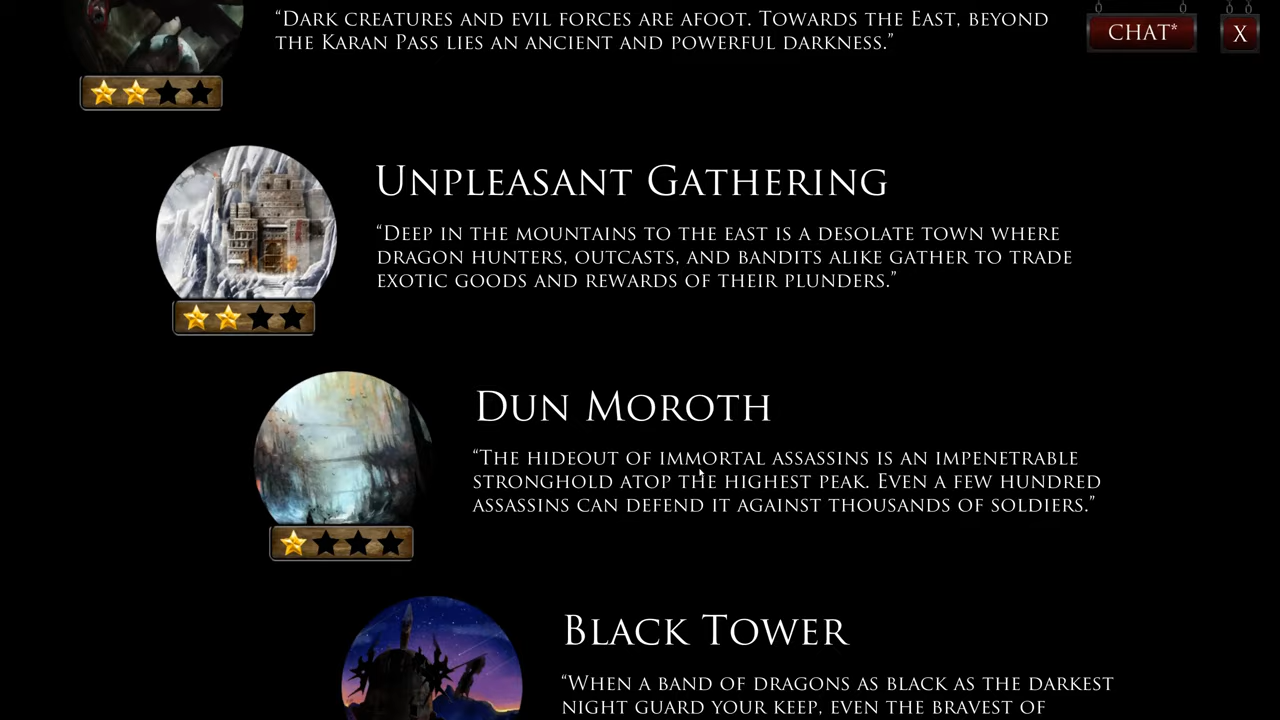 “Dark creatures and evil forces are afoot. Towards the East, beyond
the Karan Pass lies an ancient and powerful darkness.”
CHAT*
X
Unpleasant Gathering
“Deep in the mountains to the east is a desolate town where
dragon hunters, outcasts, and bandits alike gather to trade
exotic goods and rewards of their plunders.”
Dun Moroth
“The hideout of immortal assassins is an impenetrable
stronghold atop the highest peak. Even a few hundred
assassins can defend it against thousands of soldiers.”
Black Tower
“When a band of dragons as black as the darkest
night guard your keep, even the bravest of